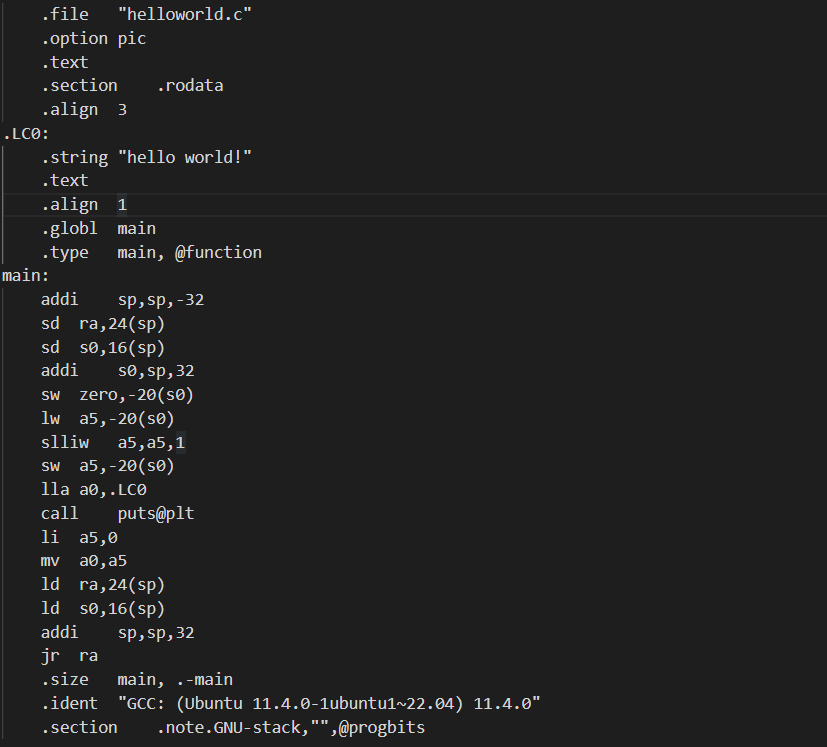 .file "helloworld.c"
.option pic
.text
.section .rodata
.align 3
.LC0:
.string "hello world!"
.text
.align 1
.globl main
.type main, @function
main:
addi sp,sp,-32
sd ra,24(sp)
sd s0,16(sp)
addi s0,sp,32
sw zero,-20(s0)
lw a5,-20(s0)
slliw a5,a5,1
sw a5,-20(s0)
lla a0,.LC0
call puts@plt
li a5,0
mv a0,a5
ld ra,24(sp)
ld s0,16(sp)
addi sp,sp,32
jr ra
.size main, .-main
.ident "GCC: (Ubuntu 11.4.0-1ubuntu1~22.04) 11.4.0"
.section .note.GNU-stack,"",@progbits